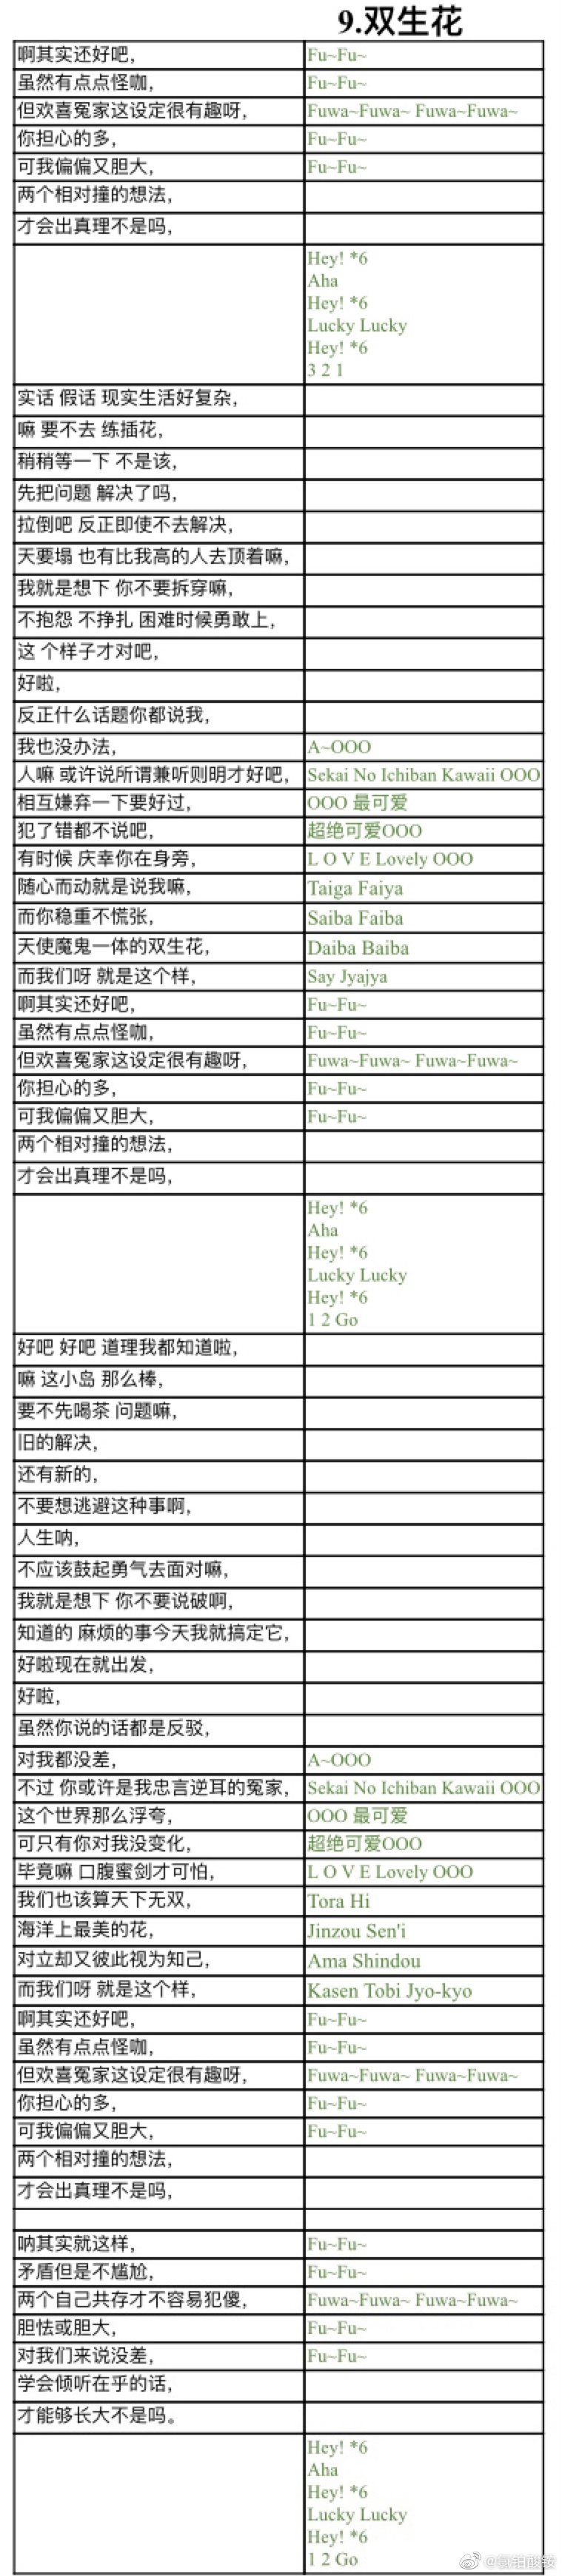 9.双生花
啊其实还好吧， Fu~Fu~
虽然有点点怪咖， Fu~Fu~
但欢喜冤家这设定很有趣呀， Fuwa~Fuwa~ Fuwa~Fuwa~
你担心的多， Fu~Fu~
可我偏偏又胆大， Fu~Fu~
两个相对撞的想法，
才会出真理不是吗，
Hey! *6
Aha
Hey! *6
Lucky Lucky
Hey! *6
3 2 1
实话 假话 现实生活好复杂，
嘛 要不去 练插花，
稍稍等一下 不是该，
先把问题 解决了吗，
拉倒吧 反正即使不去解决，
天要塌 也有比我高的人去顶着嘛，
我就是想下 你不要拆穿嘛，
不抱怨 不挣扎 困难时候勇敢上，
这 个样子才对吧，
好啦，
反正什么话题你都说我，
我也没办法， A~OOO
人嘛 或许说所谓兼听则明才好吧， Sekai No Ichiban Kawaii OOO
相互嫌弃一下要好过， OOO 最可爱
犯了错都不说吧， 超绝可爱OOO
有时候 庆幸你在身旁， L O V E Lovely OOO
随心而动就是说我嘛， Taiga Faiya
而你稳重不慌张， Saiba Faiba
天使魔鬼一体的双生花， Daiba Baiba
而我们呀 就是这个样， Say Jyajya
啊其实还好吧， Fu~Fu~
虽然有点点怪咖， Fu~Fu~
但欢喜冤家这设定很有趣呀， Fuwa~Fuwa~ Fuwa~Fuwa~
你担心的多， Fu~Fu~
可我偏偏又胆大， Fu~Fu~
两个相对撞的想法，
才会出真理不是吗，
Hey! *6
Aha
Hey! *6
Lucky Lucky
Hey! *6
1 2 Go
好吧 好吧 道理我都知道啦，
嘛 这小岛 那么棒，
要不先喝茶 问题嘛，
旧的解决，
还有新的，
不要想逃避这种事啊，
人生呐，
不应该鼓起勇气去面对嘛，
我就是想下 你不要说破啊，
知道的 麻烦的事今天我就搞定它，
好啦现在就出发，
好啦，
虽然你说的话都是反驳，
对我都没差， A~OOO
不过 你或许是我忠言逆耳的冤家， Sekai No Ichiban Kawaii OOO
这个世界那么浮夸， OOO 最可爱
可只有你对我没变化， 超绝可爱OOO
毕竟嘛 口腹蜜剑才可怕， L O V E Lovely OOO
我们也该算天下无双， Tora Hi
海洋上最美的花， Jinzou Sen'i
对立却又彼此视为知己， Ama Shindou
而我们呀 就是这个样， Kasen Tobi Jyo-kyo
啊其实还好吧， Fu~Fu~
虽然有点点怪咖， Fu~Fu~
但欢喜冤家这设定很有趣呀， Fuwa~Fuwa~ Fuwa~Fuwa~
你担心的多， Fu~Fu~
可我偏偏又胆大， Fu~Fu~
两个相对撞的想法，
才会出真理不是吗，
呐其实就这样， Fu~Fu~
矛盾但是不尴尬， Fu~Fu~
两个自己共存才不容易犯傻， Fuwa~Fuwa~ Fuwa~Fuwa~
胆怯或胆大， Fu~Fu~
对我们来说没差， Fu~Fu~
学会倾听在乎的话，
才能够长大不是吗。
Hey! *6
Aha
Hey! *6
Lucky Lucky
Hey! *6
1 2 Go